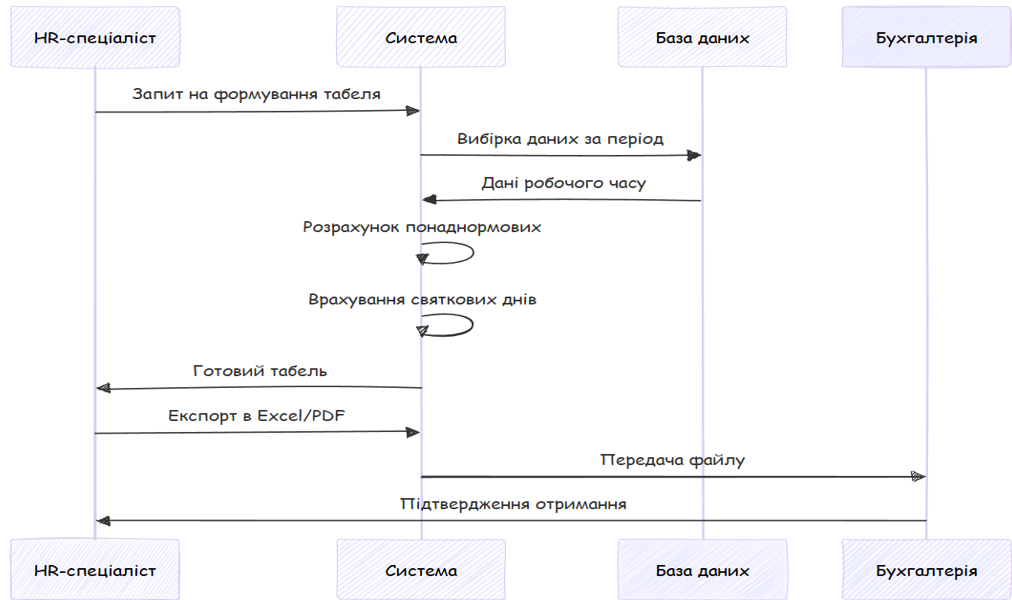 HR-спеціаліст
Система
База даних
Бухгалтерія
Запит на формування табеля
Вибірка даних за період
Дані робочого часу
Розрахунок понаднормових
Врахування святкових днів
Готовий табель
Експорт в Excel/PDF
Передача файлу
Підтвердження отримання
HR-спеціаліст
Система
База даних
Бухгалтерія